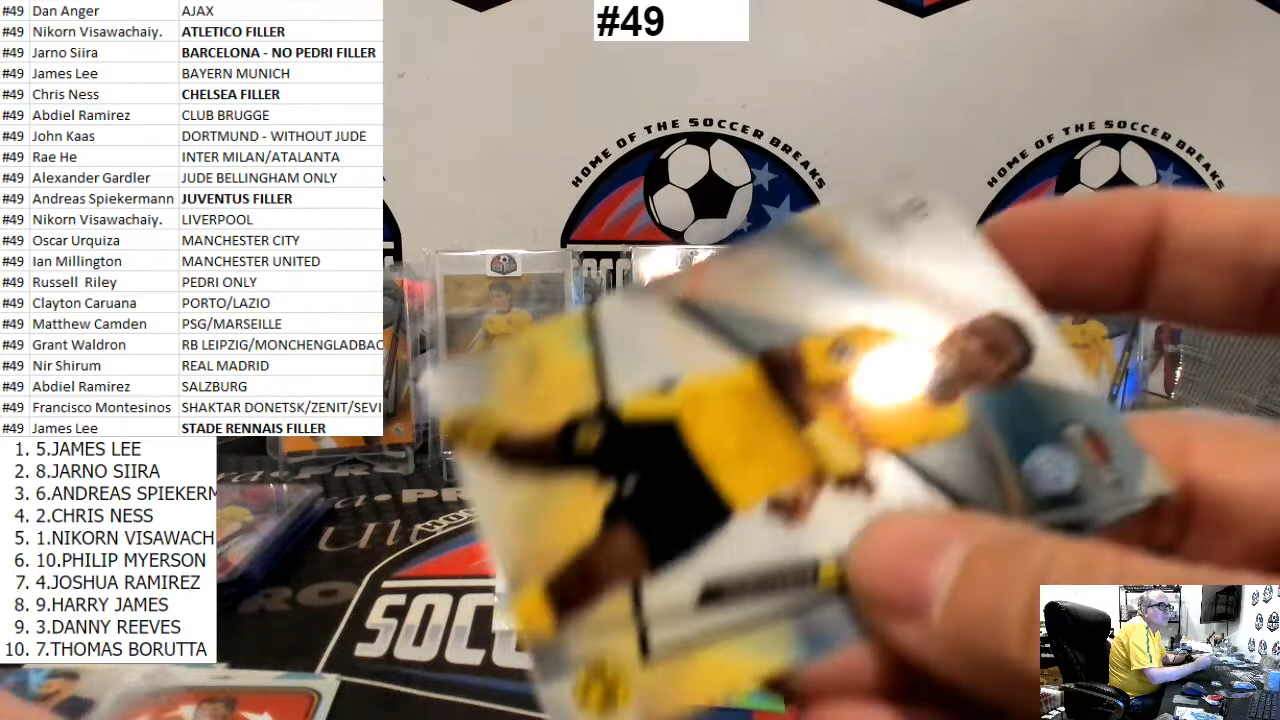 #49 Dan Anger AJAX
#49 Nikorn Visawachaiy. ATLETICO FILLER
#49 Jarno Siira BARCELONA - NO PEDRI FILLER
#49 James Lee BAYERN MUNICH
#49 Chris Ness CHELSEA FILLER
#49 Abdiel Ramirez CLUB BRUGGE
#49 John Kaas DORTMUND - WITHOUT JUDE
#49 Rae He INTER MILAN/ATALANTA
#49 Alexander Gardler JUDE BELLINGHAM ONLY
#49 Andreas Spiekermann JUVENTUS FILLER
#49 Nikorn Visawachaiy. LIVERPOOL
#49 Oscar Urquiza MANCHESTER CITY
#49 Ian Millington MANCHESTER UNITED
#49 Russell Riley PEDRI ONLY
#49 Clayton Caruana PORTO/LAZIO
#49 Matthew Camden PSG/MARSEILLE
#49 Grant Waldron RB LEIPZIG/MONCHENGLADBAC
#49 Nir Shirum REAL MADRID
#49 Abdiel Ramirez SALZBURG
#49 Francisco Montesinos SHAKTAR DONETSK/ZENIT/SEVI
#49 James Lee STADE RENNAIS FILLER
1. 5.JAMES LEE
2. 8.JARNO SIIRA
3. 6.ANDREAS SPIEKERM
4. 2.CHRIS NESS
5. 1.NIKORN VISAWACH
6. 10.PHILIP MYERSON
7. 4.JOSHUA RAMIREZ
8. 9.HARRY JAMES
9. 3.DANNY REEVES
10. 7.THOMAS BORUTTA
#49
HOME OF THE SOCCER BREAKS
HOME OF THE SOCCER BREAKS
SOCC